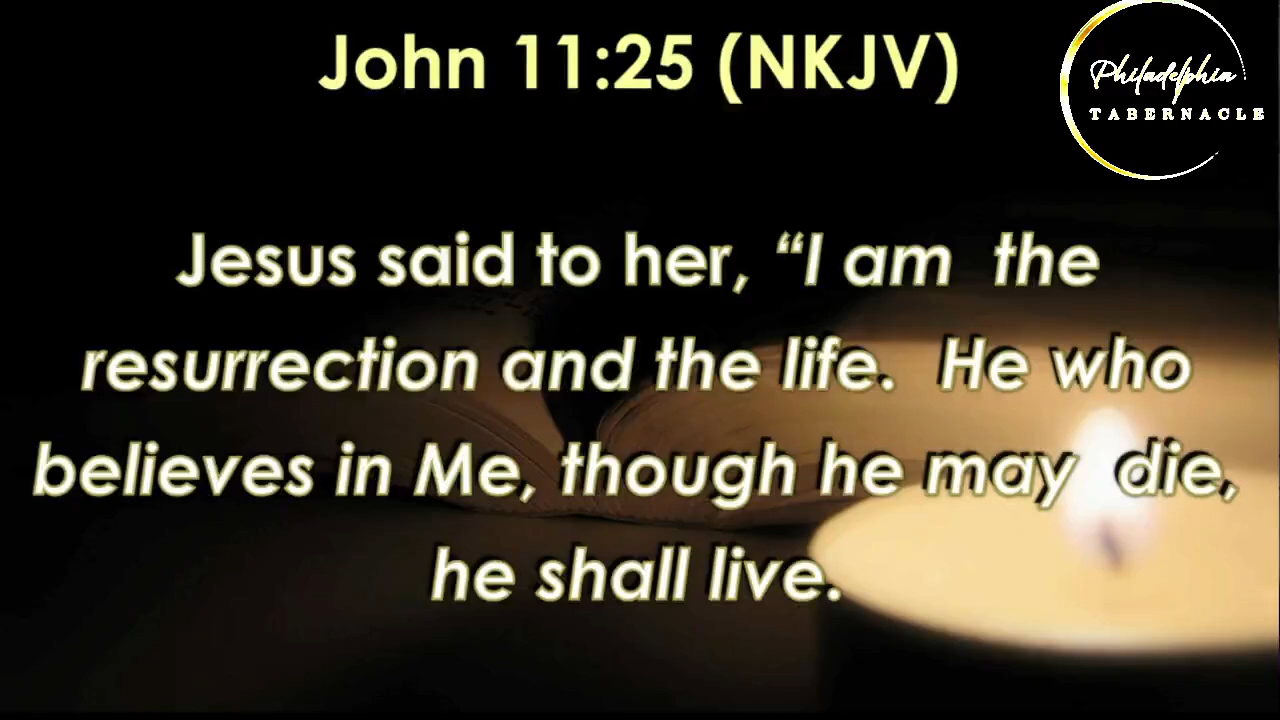 John 11:25 (NKJV)
Philadelphia
TABERNACLE
Jesus said to her, “I am the
resurrection and the life. He who
believes in Me, though he may die,
he shall live.